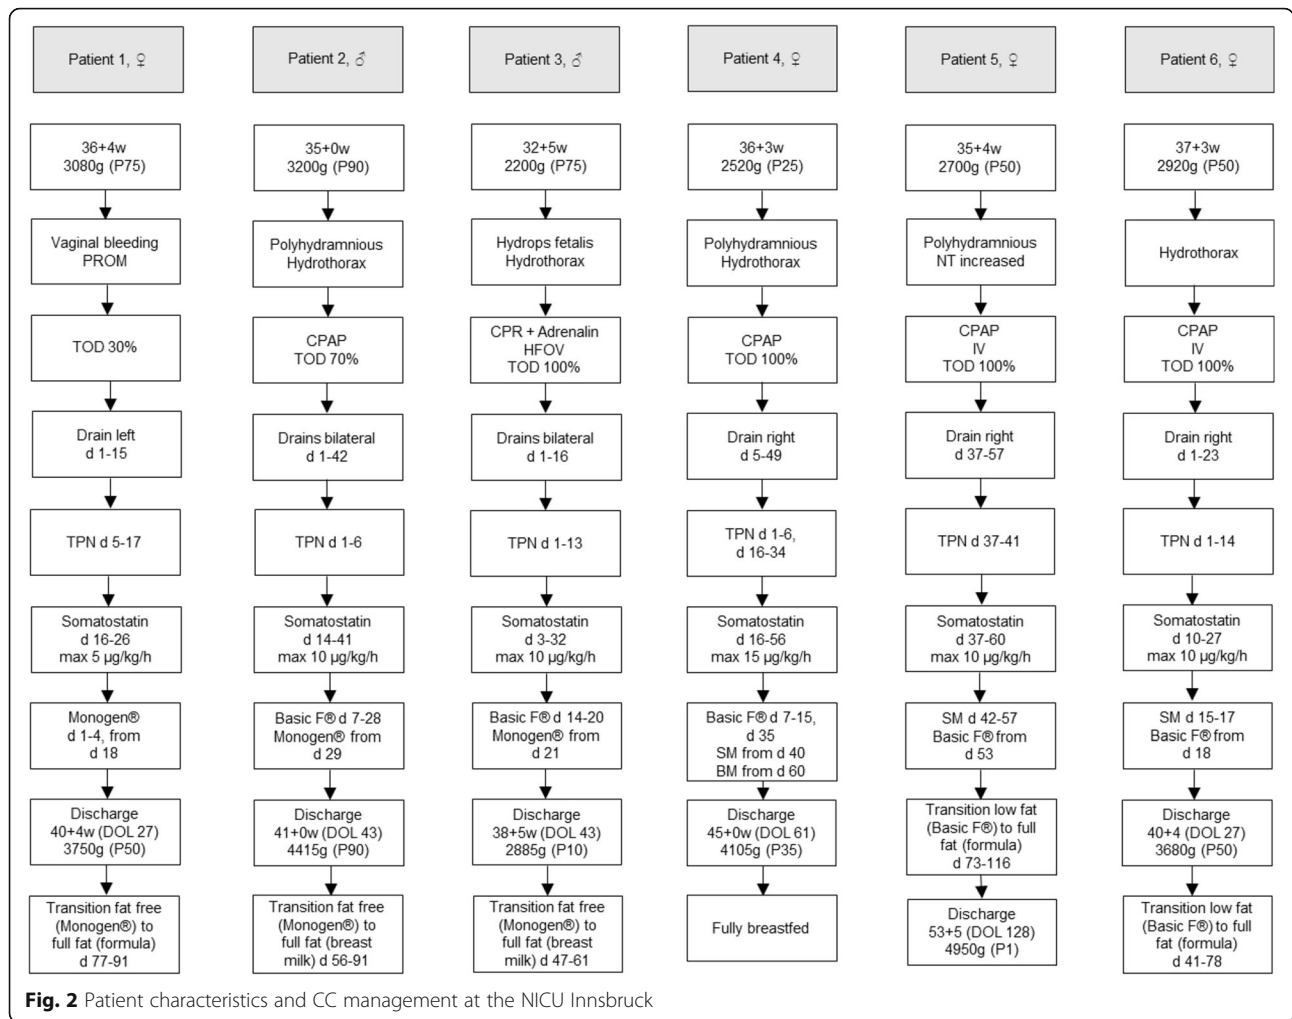 Patient 1, ♀
36+4w
3080g (P75)
Vaginal bleeding
PROM
TOD 30%
Drain left
d 1-15
TPN d 5-17
Somatostatin
d 16-26
max 5 µg/kg/h
Monogen®
d 1-4, from
d 18
Discharge
40+4w (DOL 27)
3750g (P50)
Transition fat free
(Monogen®) to
full fat (formula)
d 77-91
Patient 2, ♂
35+0w
3200g (P90)
Polyhydramnious
Hydrothorax
CPAP
TOD 70%
Drains bilateral
d 1-42
TPN d 1-6
Somatostatin
d 14-41
max 10 µg/kg/h
Basic F® d 7-28
Monogen® from
d 29
Discharge
41+0w (DOL 43)
4415g (P90)
Transition fat free
(Monogen®) to
full fat (breast
milk) d 56-91
Patient 3, ♂
32+5w
2200g (P75)
Hydrops fetalis
Hydrothorax
CPR + Adrenalin
HFOV
TOD 100%
Drains bilateral
d 1-16
TPN d 1-13
Somatostatin
d 3-32
max 10 µg/kg/h
Basic F® d 14-20
Monogen® from
d 21
Discharge
38+5w (DOL 43)
2885g (P10)
Transition fat free
(Monogen®) to
full fat (breast
milk) d 47-61
Patient 4, ♀
36+3w
2520g (P25)
Polyhydramnious
Hydrothorax
CPAP
TOD 100%
Drain right
d 5-49
TPN d 1-6,
d 16-34
Somatostatin
d 16-56
max 15 µg/kg/h
Basic F® d 7-15,
d 35
SM from d 40
BM from d 60
Discharge
45+0w (DOL 61)
4105g (P35)
Fully breastfed
Patient 5, ♀
35+4w
2700g (P50)
Polyhydramnious
NT increased
CPAP
IV
TOD 100%
Drain right
d 37-57
TPN d 37-41
Somatostatin
d 37-60
max 10 µg/kg/h
SM d 42-57
Basic F® from
d 53
Transition low fat
(Basic F®) to full
fat (formula)
d 73-116
Discharge
53+5 (DOL 128)
4950g (P1)
Patient 6, ♀
37+3w
2920g (P50)
Hydrothorax
CPAP
IV
TOD 100%
Drain right
d 1-23
TPN d 1-14
Somatostatin
d 10-27
max 10 µg/kg/h
SM d 15-17
Basic F® from
d 18
Discharge
40+4 (DOL 27)
3680g (P50)
Transition low fat
(Basic F®) to full
fat (formula)
d 41-78
Fig. 2 Patient characteristics and CC management at the NICU Innsbruck